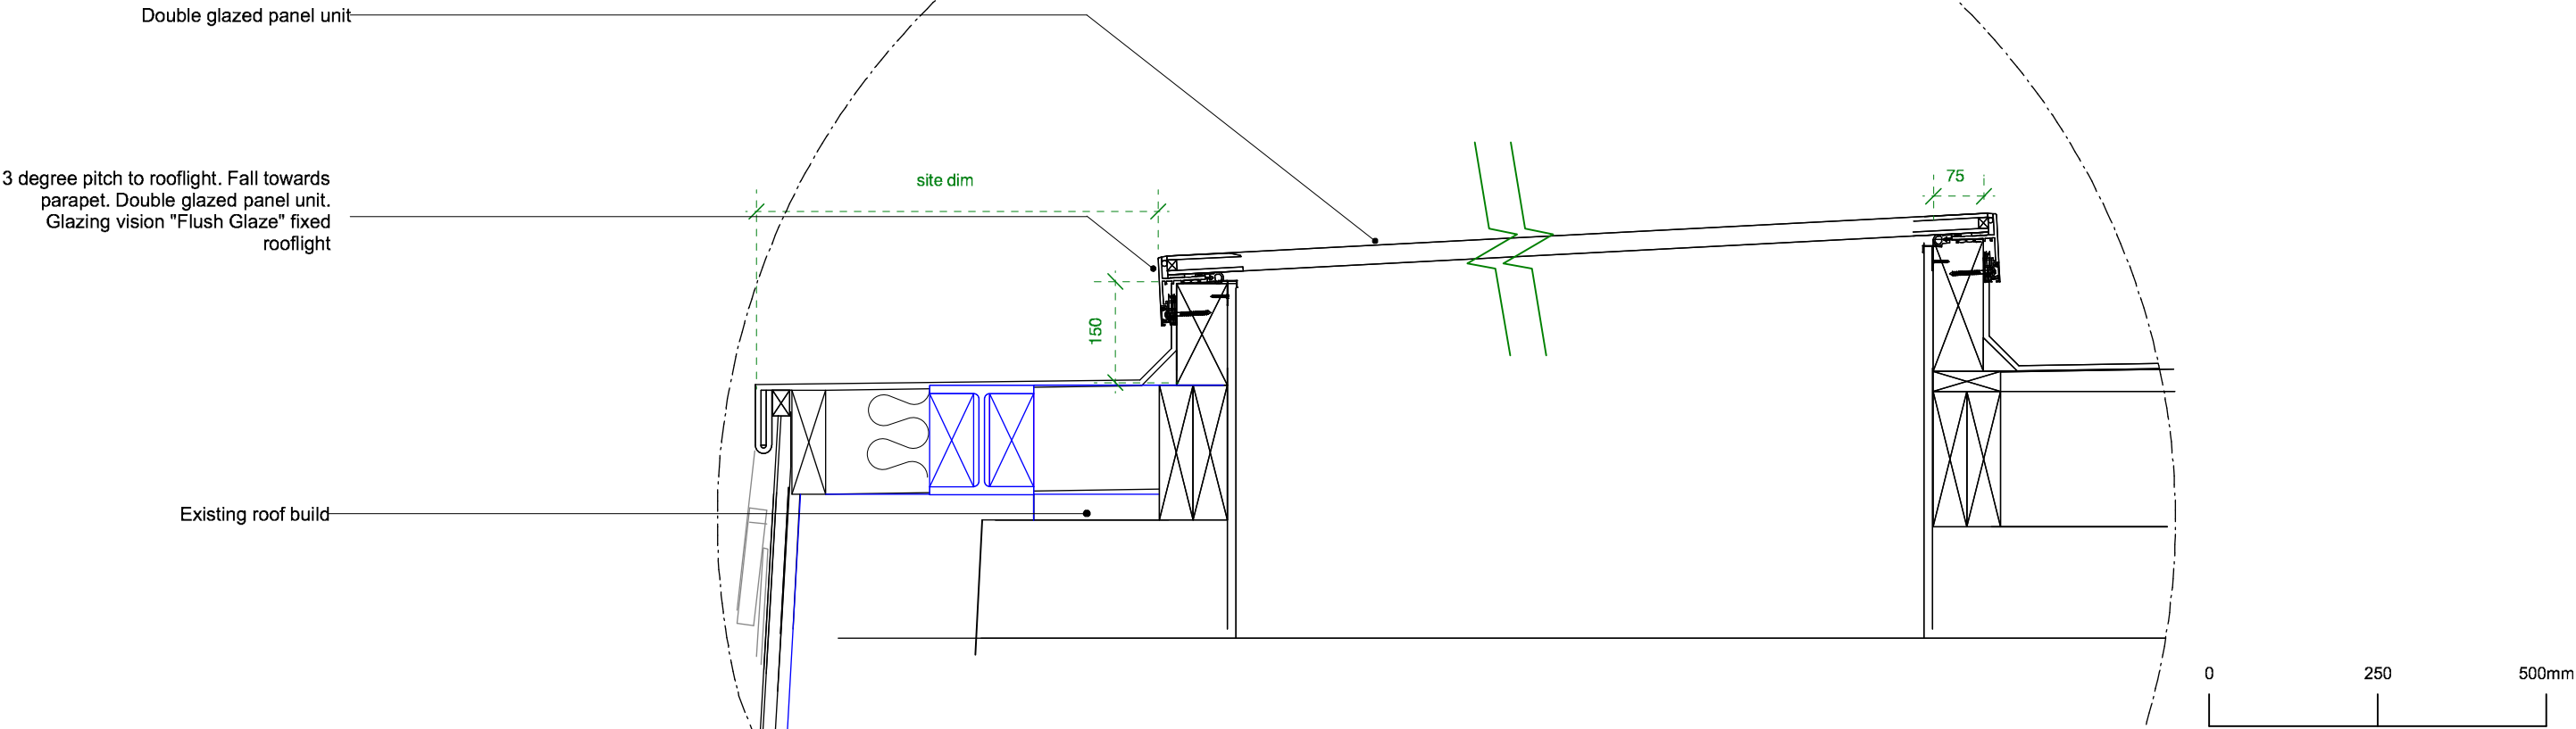 Double glazed panel unit
3 degree pitch to rooflight. Fall towards
parapet. Double glazed panel unit.
Glazing vision "Flush Glaze" fixed
rooflight
site dim
75
150
Existing roof build
0 250 500mm